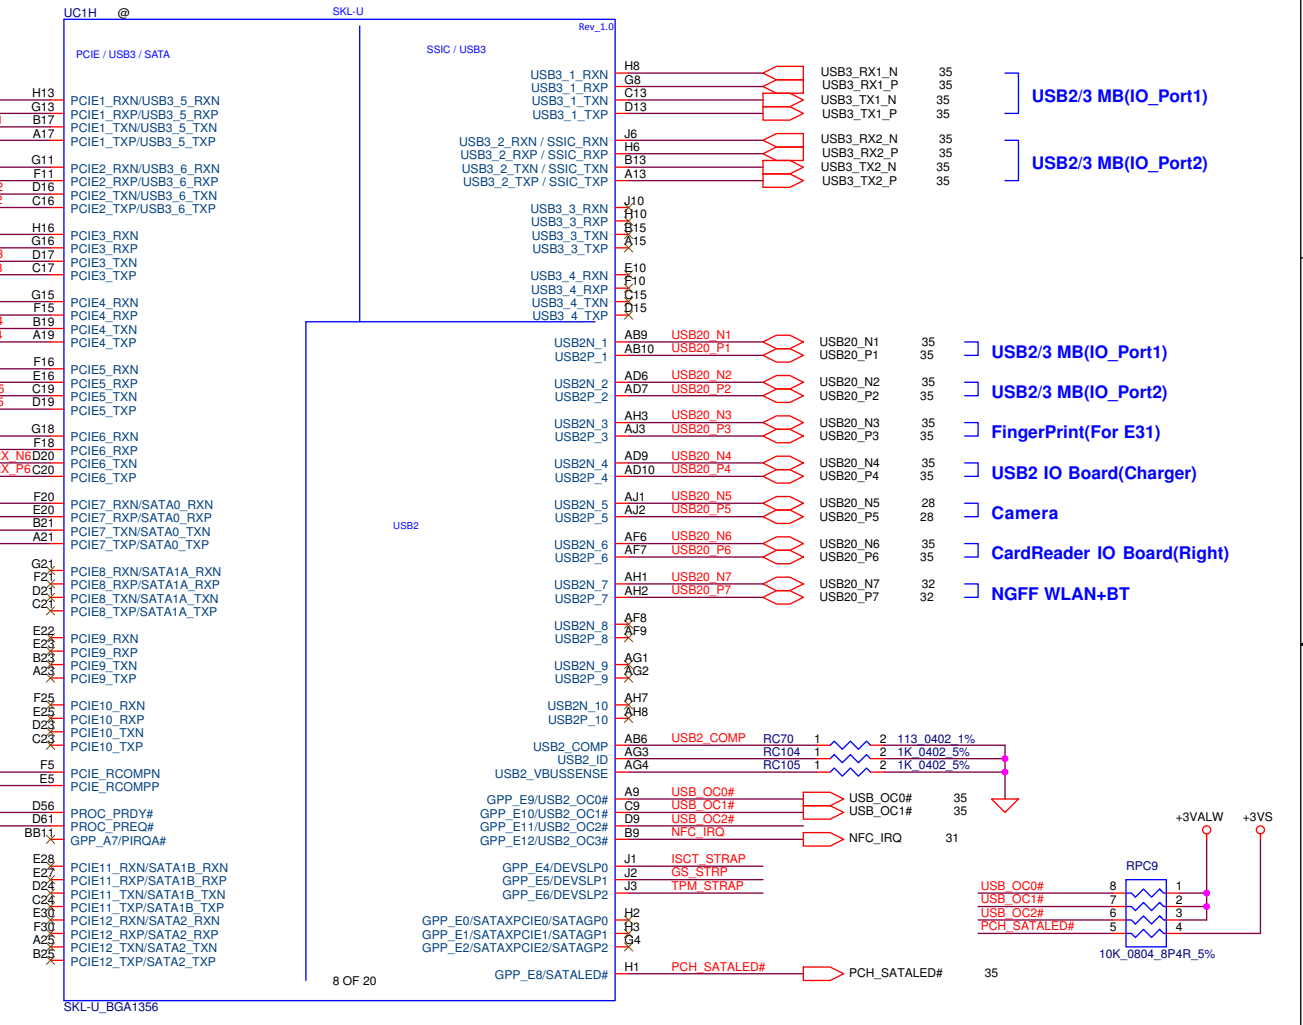 UC1H @ SKL-U
Rev_1.0
PCIE / USB3 / SATA
SSIC / USB3
H13 PCIE1_RXN/USB3_5_RXN
G13 PCIE1_RXP/USB3_5_RXP
B17 PCIE1_TXN/USB3_5_TXN
A17 PCIE1_TXP/USB3_5_TXP
G11 PCIE2_RXN/USB3_6_RXN
F11 PCIE2_RXP/USB3_6_RXP
D16 PCIE2_TXN/USB3_6_TXN
C16 PCIE2_TXP/USB3_6_TXP
H16 PCIE3_RXN
G16 PCIE3_RXP
D17 PCIE3_TXN
C17 PCIE3_TXP
G15 PCIE4_RXN
F15 PCIE4_RXP
B19 PCIE4_TXN
A19 PCIE4_TXP
F16 PCIE5_RXN
E16 PCIE5_RXP
C19 PCIE5_TXN
D19 PCIE5_TXP
G18 PCIE6_RXN
F18 PCIE6_RXP
X_N6 D20 PCIE6_TXN
X_P6 C20 PCIE6_TXP
F20 PCIE7_RXN/SATA0_RXN
E20 PCIE7_RXP/SATA0_RXP
B21 PCIE7_TXN/SATA0_TXN
A21 PCIE7_TXP/SATA0_TXP
G21 PCIE8_RXN/SATA1A_RXN
F21 PCIE8_RXP/SATA1A_RXP
D21 PCIE8_TXN/SATA1A_TXN
C21 PCIE8_TXP/SATA1A_TXP
E22 PCIE9_RXN
E23 PCIE9_RXP
B23 PCIE9_TXN
A23 PCIE9_TXP
F25 PCIE10_RXN
E25 PCIE10_RXP
D23 PCIE10_TXN
C23 PCIE10_TXP
F5 PCIE_RCOMPN
E5 PCIE_RCOMPP
D56 PROC_PRDY#
D61 PROC_PREQ#
BB11 GPP_A7/PIRQA#
E28 PCIE11_RXN/SATA1B_RXN
E27 PCIE11_RXP/SATA1B_RXP
D24 PCIE11_TXN/SATA1B_TXN
C24 PCIE11_TXP/SATA1B_TXP
E30 PCIE12_RXN/SATA2_RXN
F30 PCIE12_RXP/SATA2_RXP
A25 PCIE12_TXN/SATA2_TXN
B25 PCIE12_TXP/SATA2_TXP
USB3_1_RXN H8 USB3_RX1_N 35
USB3_1_RXP G8 USB3_RX1_P 35
USB3_1_TXN C13 USB3_TX1_N 35
USB3_1_TXP D13 USB3_TX1_P 35
USB2/3 MB(IO_Port1)
USB3_2_RXN / SSIC_RXN J6 USB3_RX2_N 35
USB3_2_RXP / SSIC_RXP H6 USB3_RX2_P 35
USB3_2_TXN / SSIC_TXN B13 USB3_TX2_N 35
USB3_2_TXP / SSIC_TXP A13 USB3_TX2_P 35
USB2/3 MB(IO_Port2)
USB3_3_RXN J10
USB3_3_RXP H10
USB3_3_TXN B15
USB3_3_TXP A15
USB3_4_RXN E10
USB3_4_RXP F10
USB3_4_TXN C15
USB3_4_TXP D15
USB2
USB2N_1 AB9 USB20_N1 USB20_N1 35
USB2P_1 AB10 USB20_P1 USB20_P1 35
USB2/3 MB(IO_Port1)
USB2N_2 AD6 USB20_N2 USB20_N2 35
USB2P_2 AD7 USB20_P2 USB20_P2 35
USB2/3 MB(IO_Port2)
USB2N_3 AH3 USB20_N3 USB20_N3 35
USB2P_3 AJ3 USB20_P3 USB20_P3 35
FingerPrint(For E31)
USB2N_4 AD9 USB20_N4 USB20_N4 35
USB2P_4 AD10 USB20_P4 USB20_P4 35
USB2 IO Board(Charger)
USB2N_5 AJ1 USB20_N5 USB20_N5 28
USB2P_5 AJ2 USB20_P5 USB20_P5 28
Camera
USB2N_6 AF6 USB20_N6 USB20_N6 35
USB2P_6 AF7 USB20_P6 USB20_P6 35
CardReader IO Board(Right)
USB2N_7 AH1 USB20_N7 USB20_N7 32
USB2P_7 AH2 USB20_P7 USB20_P7 32
NGFF WLAN+BT
USB2N_8 AF8
USB2P_8 AF9
USB2N_9 AG1
USB2P_9 AG2
USB2N_10 AH7
USB2P_10 AH8
USB2_COMP AB6 USB2_COMP RC70 1 2 113_0402_1%
USB2_ID AG3 RC104 1 2 1K_0402_5%
USB2_VBUSSENSE AG4 RC105 1 2 1K_0402_5%
GPP_E9/USB2_OC0# A9 USB_OC0# USB_OC0# 35
GPP_E10/USB2_OC1# C9 USB_OC1# USB_OC1# 35
GPP_E11/USB2_OC2# D9 USB_OC2#
GPP_E12/USB2_OC3# B9 NFC_IRQ NFC_IRQ 31
GPP_E4/DEVSLP0 J1 ISCT_STRAP
GPP_E5/DEVSLP1 J2 GS_STRP
GPP_E6/DEVSLP2 J3 TPM_STRAP
GPP_E0/SATAXPCIE0/SATAGP0 H2
GPP_E1/SATAXPCIE1/SATAGP1 H3
GPP_E2/SATAXPCIE2/SATAGP2 G4
GPP_E8/SATALED# H1 PCH_SATALED# PCH_SATALED# 35
8 OF 20
SKL-U_BGA1356
+3VALW +3VS
RPC9
USB_OC0# 8 1
USB_OC1# 7 2
USB_OC2# 6 3
PCH_SATALED# 5 4
10K_0804_8P4R_5%